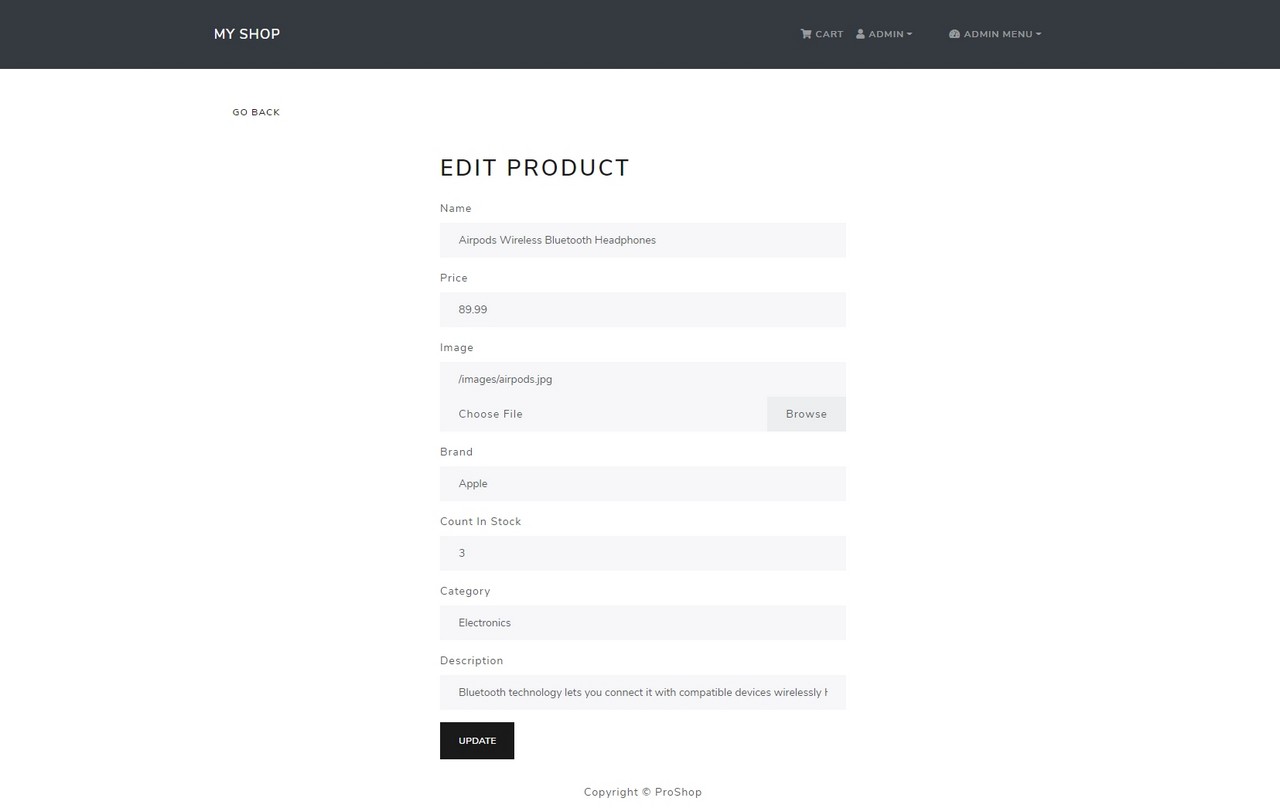 MY SHOP
CART ADMIN ADMIN MENU
GO BACK
EDIT PRODUCT
Name
Airpods Wireless Bluetooth Headphones
Price
89.99
Image
/images/airpods.jpg
Choose File Browse
Brand
Apple
Count In Stock
3
Category
Electronics
Description
Bluetooth technology lets you connect it with compatible devices wirelessly
UPDATE
Copyright © ProShop